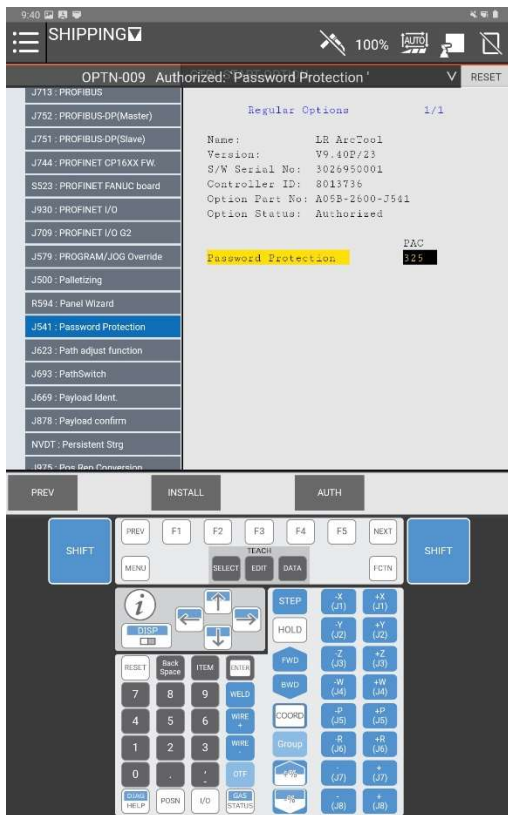 9:40
SHIPPING
100%
AUTO
OPTN-009 Authorized: 'Password Protection '
RESET
J713 : PROFIBUS
J752 : PROFIBUS-DP(Master)
J751 : PROFIBUS-DP(Slave)
J744 : PROFINET CP16XX FW.
S523 : PROFINET FANUC board
J930 : PROFINET I/O
J709 : PROFINET I/O G2
J579 : PROGRAM/JOG Override
J500 : Palletizing
R594 : Panel Wizard
J541 : Password Protection
J623 : Path adjust function
J693 : PathSwitch
J669 : Payload Ident.
J878 : Payload confirm
NVDT : Persistent Strg
J975 : Pos Reg Conversion
Regular Options 1/1
Name: LR ArcTool
Version: V9.40P/23
S/W Serial No: 3026950001
Controller ID: 8013736
Option Part No: A05B-2600-J541
Option Status: Authorized
PAC
Password Protection 325
PREV INSTALL AUTH
SHIFT
PREV F1 F2 F3 F4 F5 NEXT
SHIFT
TEACH
MENU SELECT EDIT DATA FCTN
i
DISP
STEP -X (J1) +X (J1)
HOLD -Y (J2) +Y (J2)
FWD -Z (J3) +Z (J3)
BWD -W (J4) +W (J4)
COORD -P (J5) +P (J5)
Group -R (J6) +R (J6)
+% - (J7) + (J7)
-% - (J8) + (J8)
RESET Back Space ITEM ENTER
7 8 9 WELD
4 5 6 WIRE +
1 2 3 WIRE -
0 . , - OTF
DIAG HELP POSN I/O GAS STATUS